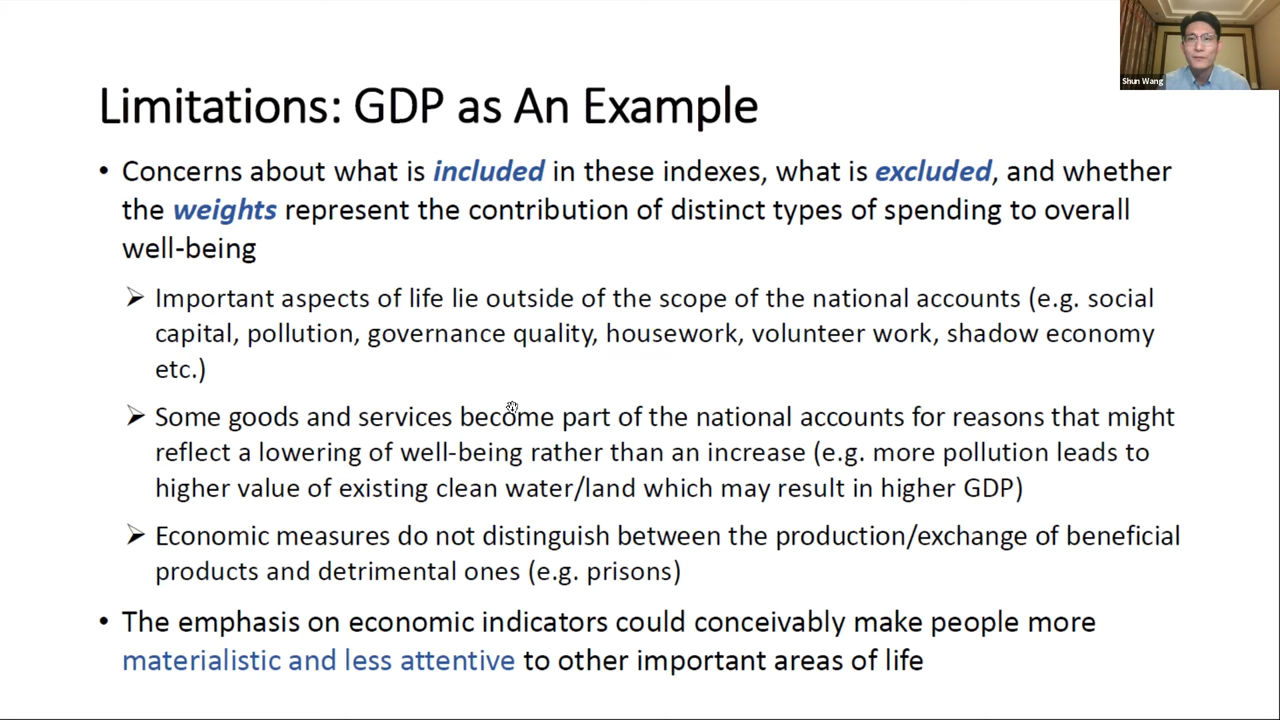 Shun Wang
Limitations: GDP as An Example
• Concerns about what is included in these indexes, what is excluded, and whether
the weights represent the contribution of distinct types of spending to overall
well-being
➢ Important aspects of life lie outside of the scope of the national accounts (e.g. social
capital, pollution, governance quality, housework, volunteer work, shadow economy
etc.)
➢ Some goods and services become part of the national accounts for reasons that might
reflect a lowering of well-being rather than an increase (e.g. more pollution leads to
higher value of existing clean water/land which may result in higher GDP)
➢ Economic measures do not distinguish between the production/exchange of beneficial
products and detrimental ones (e.g. prisons)
• The emphasis on economic indicators could conceivably make people more
materialistic and less attentive to other important areas of life